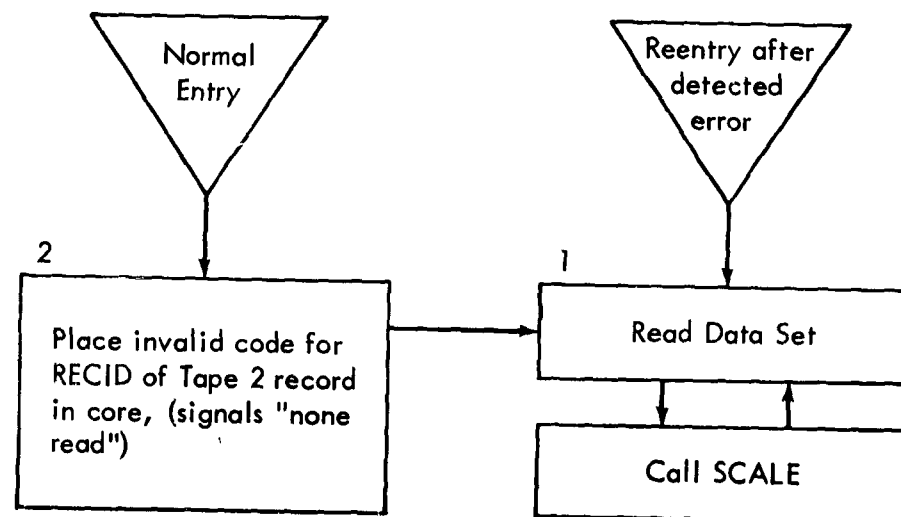 Normal
Entry
Reentry after
detected
error
2
Place invalid code for
RECID of Tape 2 record
in core, (signals "none
read")
1
Read Data Set
Call SCALE